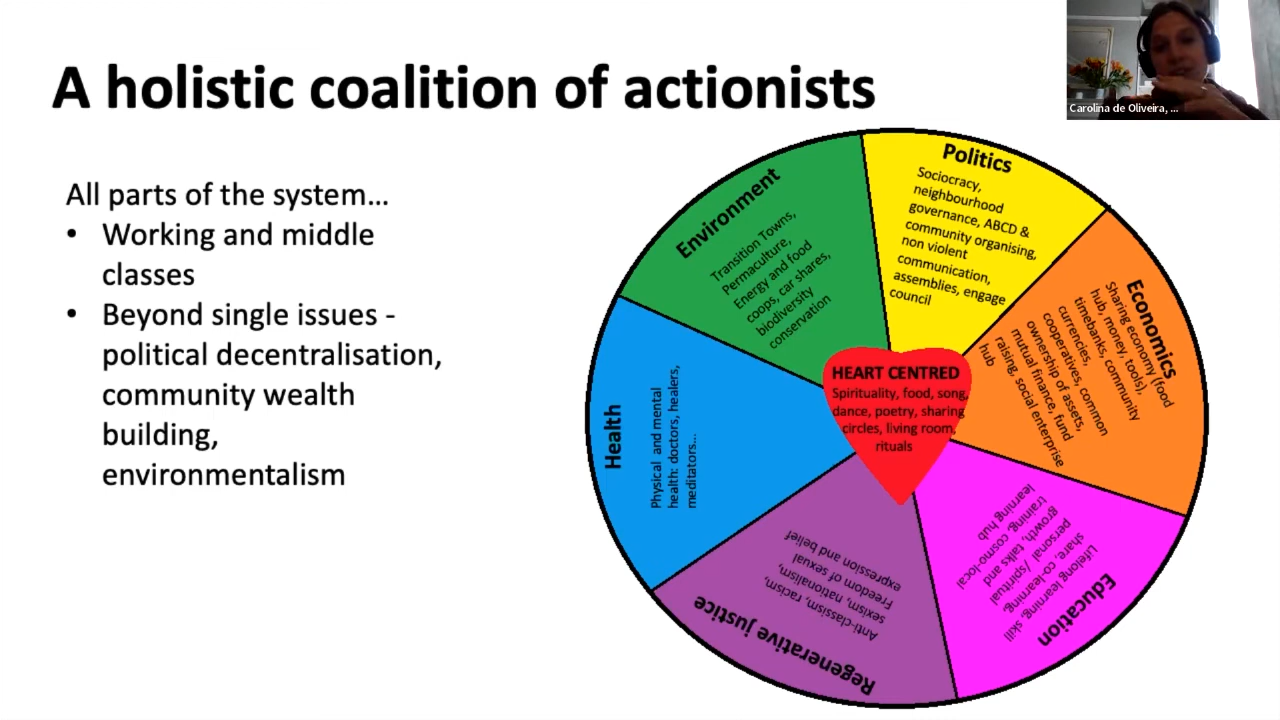 A holistic coalition of actionists
Carolina de Oliveira, ...
All parts of the system...
• Working and middle
classes
• Beyond single issues -
political decentralisation,
community wealth
building,
environmentalism
Politics
Sociocracy,
neighbourhood
governance, ABCD &
community organising,
non violent
communication,
assemblies, engage
council
Economics
Sharing economy (food
hub, money, tools),
timebanks, community
currencies,
cooperatives, common
ownership of assets,
mutual finance, fund
raising, social enterprise
hub
Education
Lifelong learning, skill
share, co-learning,
personal / spiritual
growth, talks and
training, cosmo-local
learning hub
Regenerative justice
Anti-classism, racism,
sexism, nationalism,
Freedom of sexual
expression and belief
Health
Physical and mental
health: doctors, healers,
meditators...
Environment
Transition Towns,
Permaculture,
Energy and food
coops, car shares,
biodiversity
conservation
HEART CENTRED
Spirituality, food, song,
dance, poetry, sharing
circles, living room,
rituals